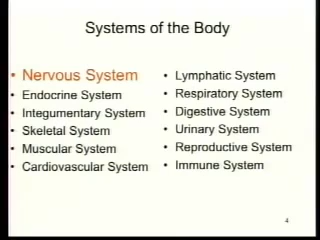 Systems of the Body
• Nervous System
• Endocrine System
• Integumentary System
• Skeletal System
• Muscular System
• Cardiovascular System
• Lymphatic System
• Respiratory System
• Digestive System
• Urinary System
• Reproductive System
• Immune System
4